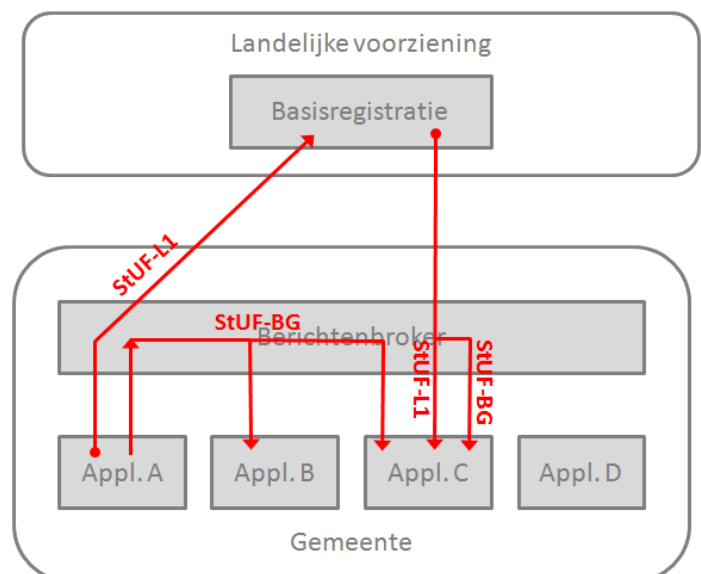 Landelijke voorziening
Basisregistratie
StUF-L1
StUF-BG
Berichtenbroker
StUF-L1
StUF-BG
Appl. A
Appl. B
Appl. C
Appl. D
Gemeente